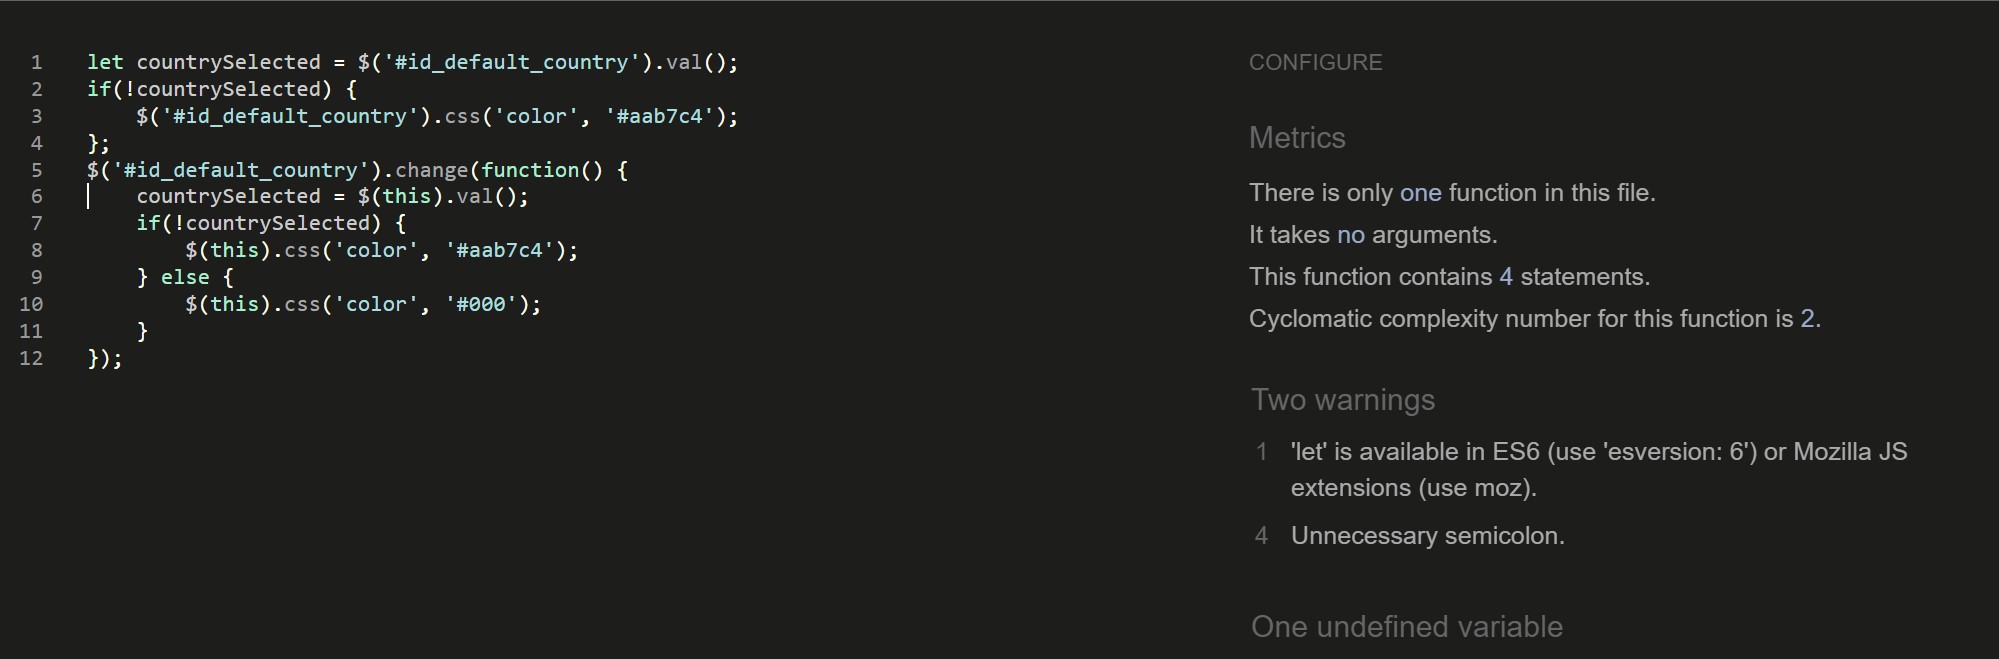 1 let countrySelected = $('#id_default_country').val();
2 if(!countrySelected) {
3 $('#id_default_country').css('color', '#aab7c4');
4 };
5 $('#id_default_country').change(function() {
6 countrySelected = $(this).val();
7 if(!countrySelected) {
8 $(this).css('color', '#aab7c4');
9 } else {
10 $(this).css('color', '#000');
11 }
12 });
CONFIGURE
Metrics
There is only one function in this file.
It takes no arguments.
This function contains 4 statements.
Cyclomatic complexity number for this function is 2.
Two warnings
1 'let' is available in ES6 (use 'esversion: 6') or Mozilla JS
extensions (use moz).
4 Unnecessary semicolon.
One undefined variable